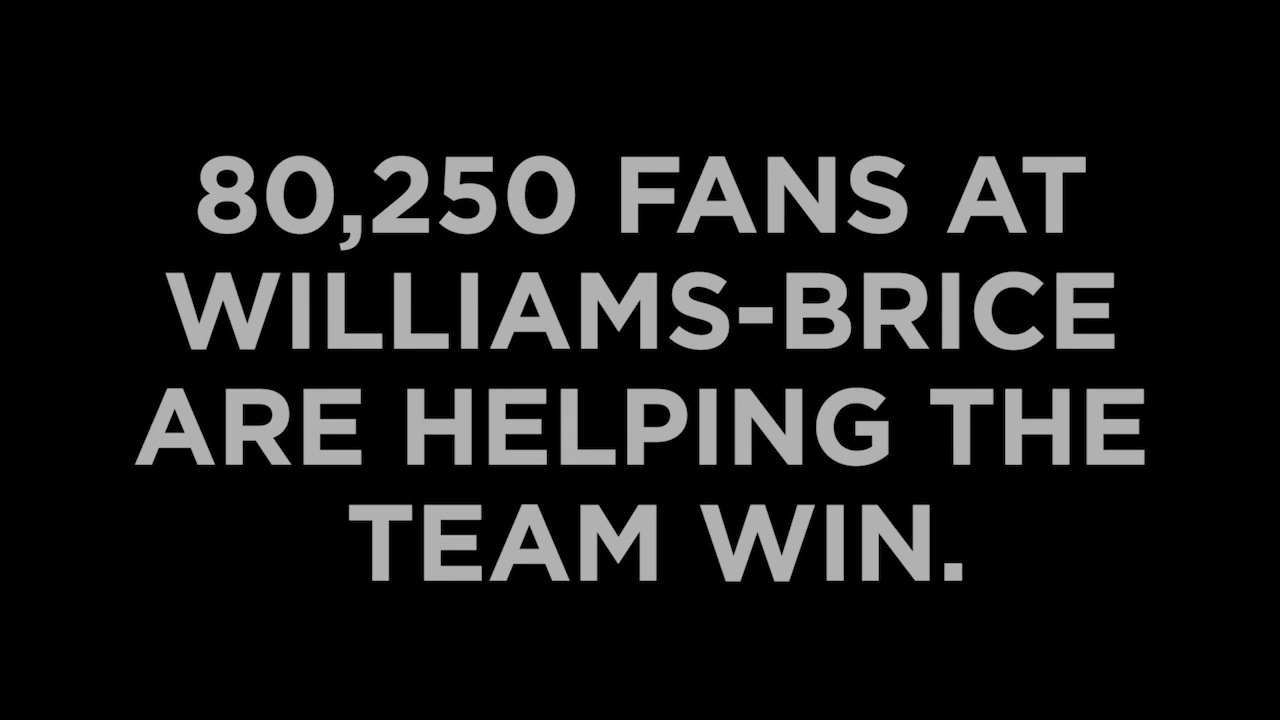 80,250 FANS AT
WILLIAMS-BRICE
ARE HELPING THE
TEAM WIN.